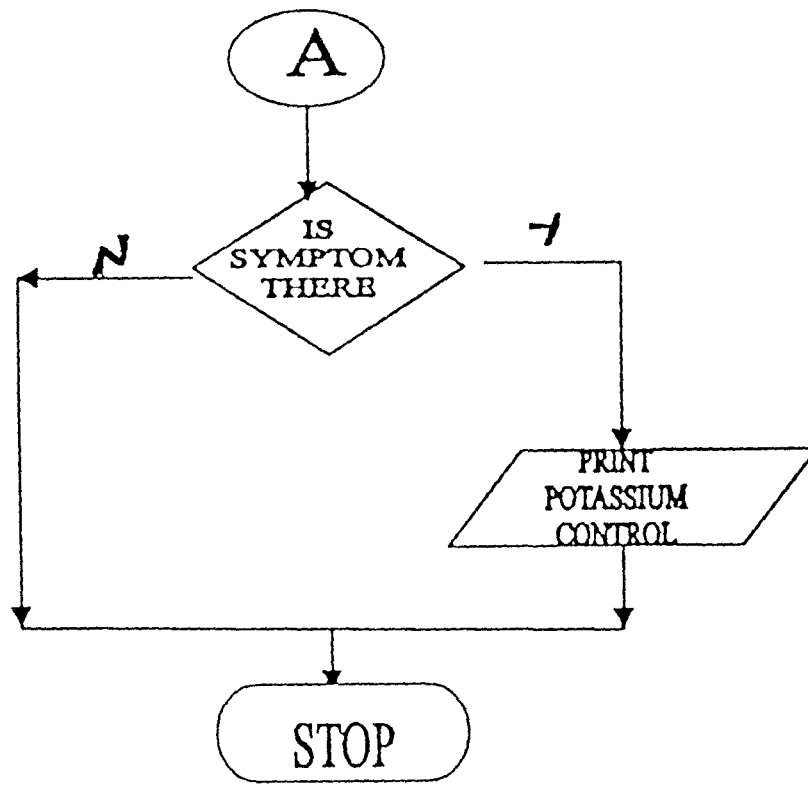 A
IS
SYMPTOM
THERE
N
PRINT
POTASSIUM
CONTROL
STOP